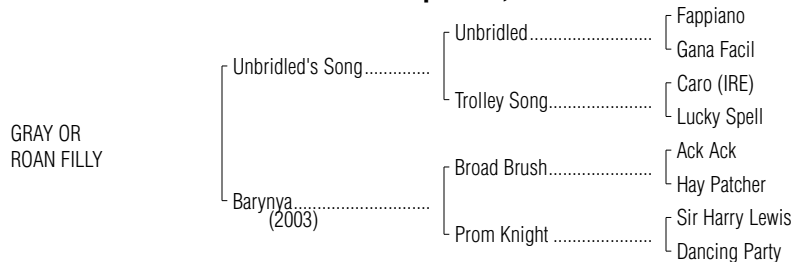 Fappiano
Unbridled..............................
Gana Facil
Unbridled's Song................
Caro (IRE)
Trolley Song.........................
Lucky Spell
GRAY OR
ROAN FILLY
Ack Ack
Broad Brush..........................
Hay Patcher
Barynya..................................
(2003)
Sir Harry Lewis
Prom Knight ........................
Dancing Party